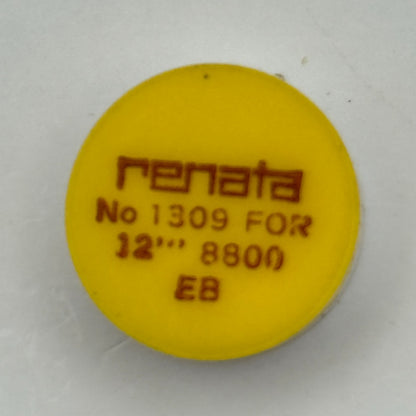 renata
No 1309 FOR
12''' 8800
EB